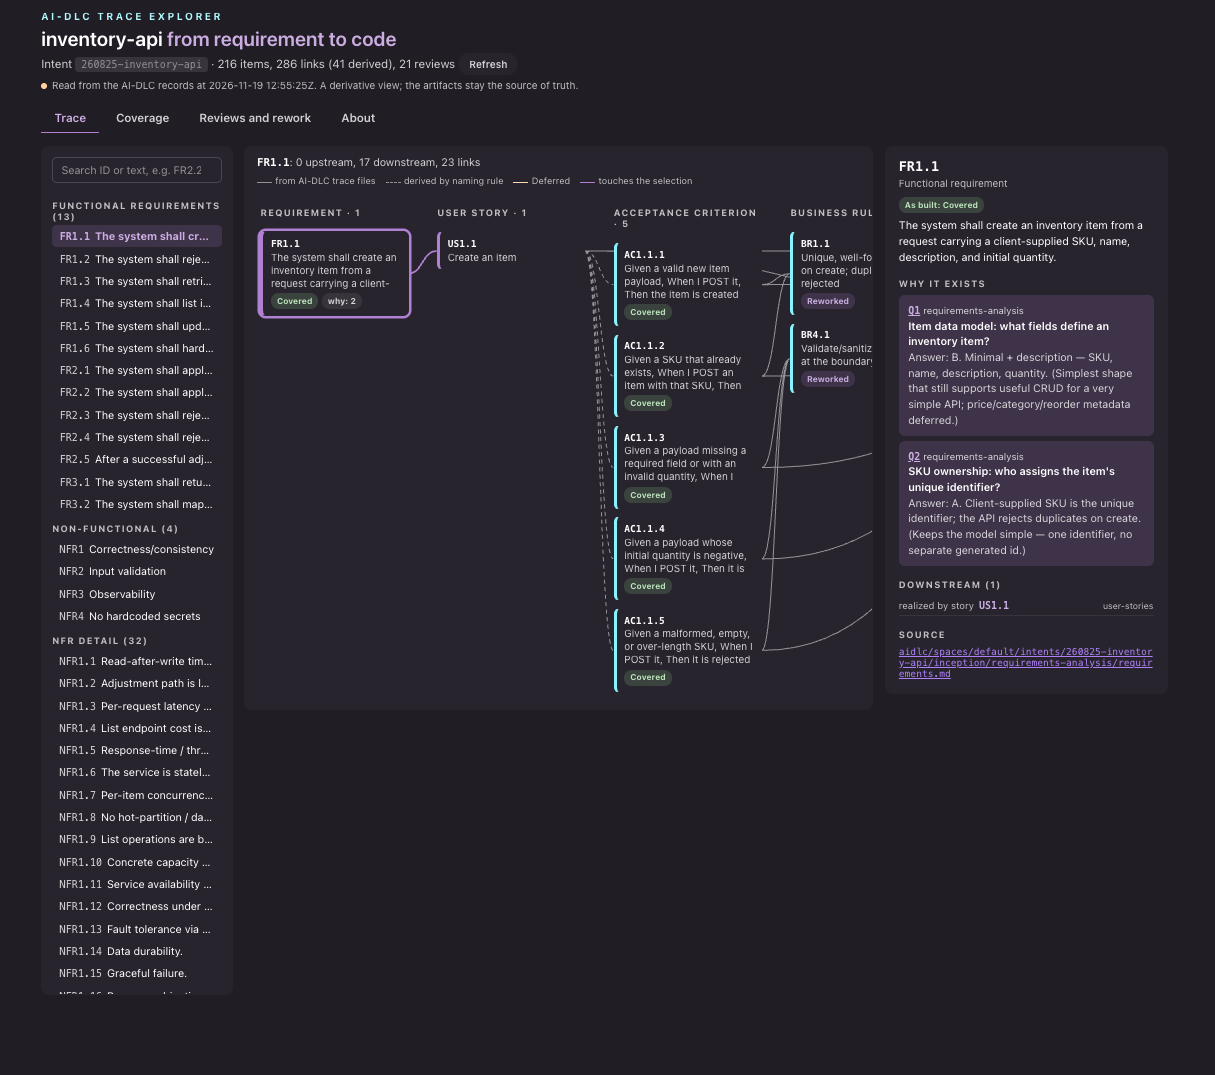 AI-DLC TRACE EXPLORER
inventory-api from requirement to code
Intent 260825-inventory-api · 216 items, 286 links (41 derived), 21 reviews Refresh
Read from the AI-DLC records at 2026-11-19 12:55:25Z. A derivative view; the artifacts stay the source of truth.
Trace Coverage Reviews and rework About
Search ID or text, e.g. FR2.2
FUNCTIONAL REQUIREMENTS
(13)
FR1.1 The system shall cr...
FR1.2 The system shall reje...
FR1.3 The system shall retri...
FR1.4 The system shall list i...
FR1.5 The system shall upd...
FR1.6 The system shall hard...
FR2.1 The system shall appl...
FR2.2 The system shall appl...
FR2.3 The system shall reje...
FR2.4 The system shall reje...
FR2.5 After a successful adj...
FR3.1 The system shall retu...
FR3.2 The system shall map...
NON-FUNCTIONAL (4)
NFR1 Correctness/consistency
NFR2 Input validation
NFR3 Observability
NFR4 No hardcoded secrets
NFR DETAIL (32)
NFR1.1 Read-after-write tim...
NFR1.2 Adjustment path is l...
NFR1.3 Per-request latency ...
NFR1.4 List endpoint cost is...
NFR1.5 Response-time / thr...
NFR1.6 The service is statel...
NFR1.7 Per-item concurrenc...
NFR1.8 No hot-partition / da...
NFR1.9 List operations are b...
NFR1.10 Concrete capacity ...
NFR1.11 Service availability ...
NFR1.12 Correctness under ...
NFR1.13 Fault tolerance via ...
NFR1.14 Data durability.
NFR1.15 Graceful failure.
FR1.1: 0 upstream, 17 downstream, 23 links
from AI-DLC trace files derived by naming rule Deferred touches the selection
REQUIREMENT · 1
FR1.1
The system shall create an
inventory item from a
request carrying a client-
Covered why: 2
USER STORY · 1
US1.1
Create an item
ACCEPTANCE CRITERION
· 5
AC1.1.1
Given a valid new item
payload, When I POST it,
Then the item is created
Covered
AC1.1.2
Given a SKU that already
exists, When I POST an
item with that SKU, Then
Covered
AC1.1.3
Given a payload missing a
required field or with an
invalid quantity, When I
Covered
AC1.1.4
Given a payload whose
initial quantity is negative,
When I POST it, Then it is
Covered
AC1.1.5
Given a malformed, empty,
or over-length SKU, When I
POST it, Then it is rejected
Covered
BUSINESS RUL
BR1.1
Unique, well-fo
on create; dupl
rejected
Reworked
BR4.1
Validate/sanitiz
at the boundary
Reworked
FR1.1
Functional requirement
As built: Covered
The system shall create an inventory item from a
request carrying a client-supplied SKU, name,
description, and initial quantity.
WHY IT EXISTS
Q1 requirements-analysis
Item data model: what fields define an
inventory item?
Answer: B. Minimal + description — SKU,
name, description, quantity. (Simplest shape
that still supports useful CRUD for a very
simple API; price/category/reorder metadata
deferred.)
Q2 requirements-analysis
SKU ownership: who assigns the item's
unique identifier?
Answer: A. Client-supplied SKU is the unique
identifier; the API rejects duplicates on create.
(Keeps the model simple — one identifier, no
separate generated id.)
DOWNSTREAM (1)
realized by story US1.1 user-stories
SOURCE
aidlc/spaces/default/intents/260825-inventor
y-api/inception/requirements-analysis/requir
ements.md